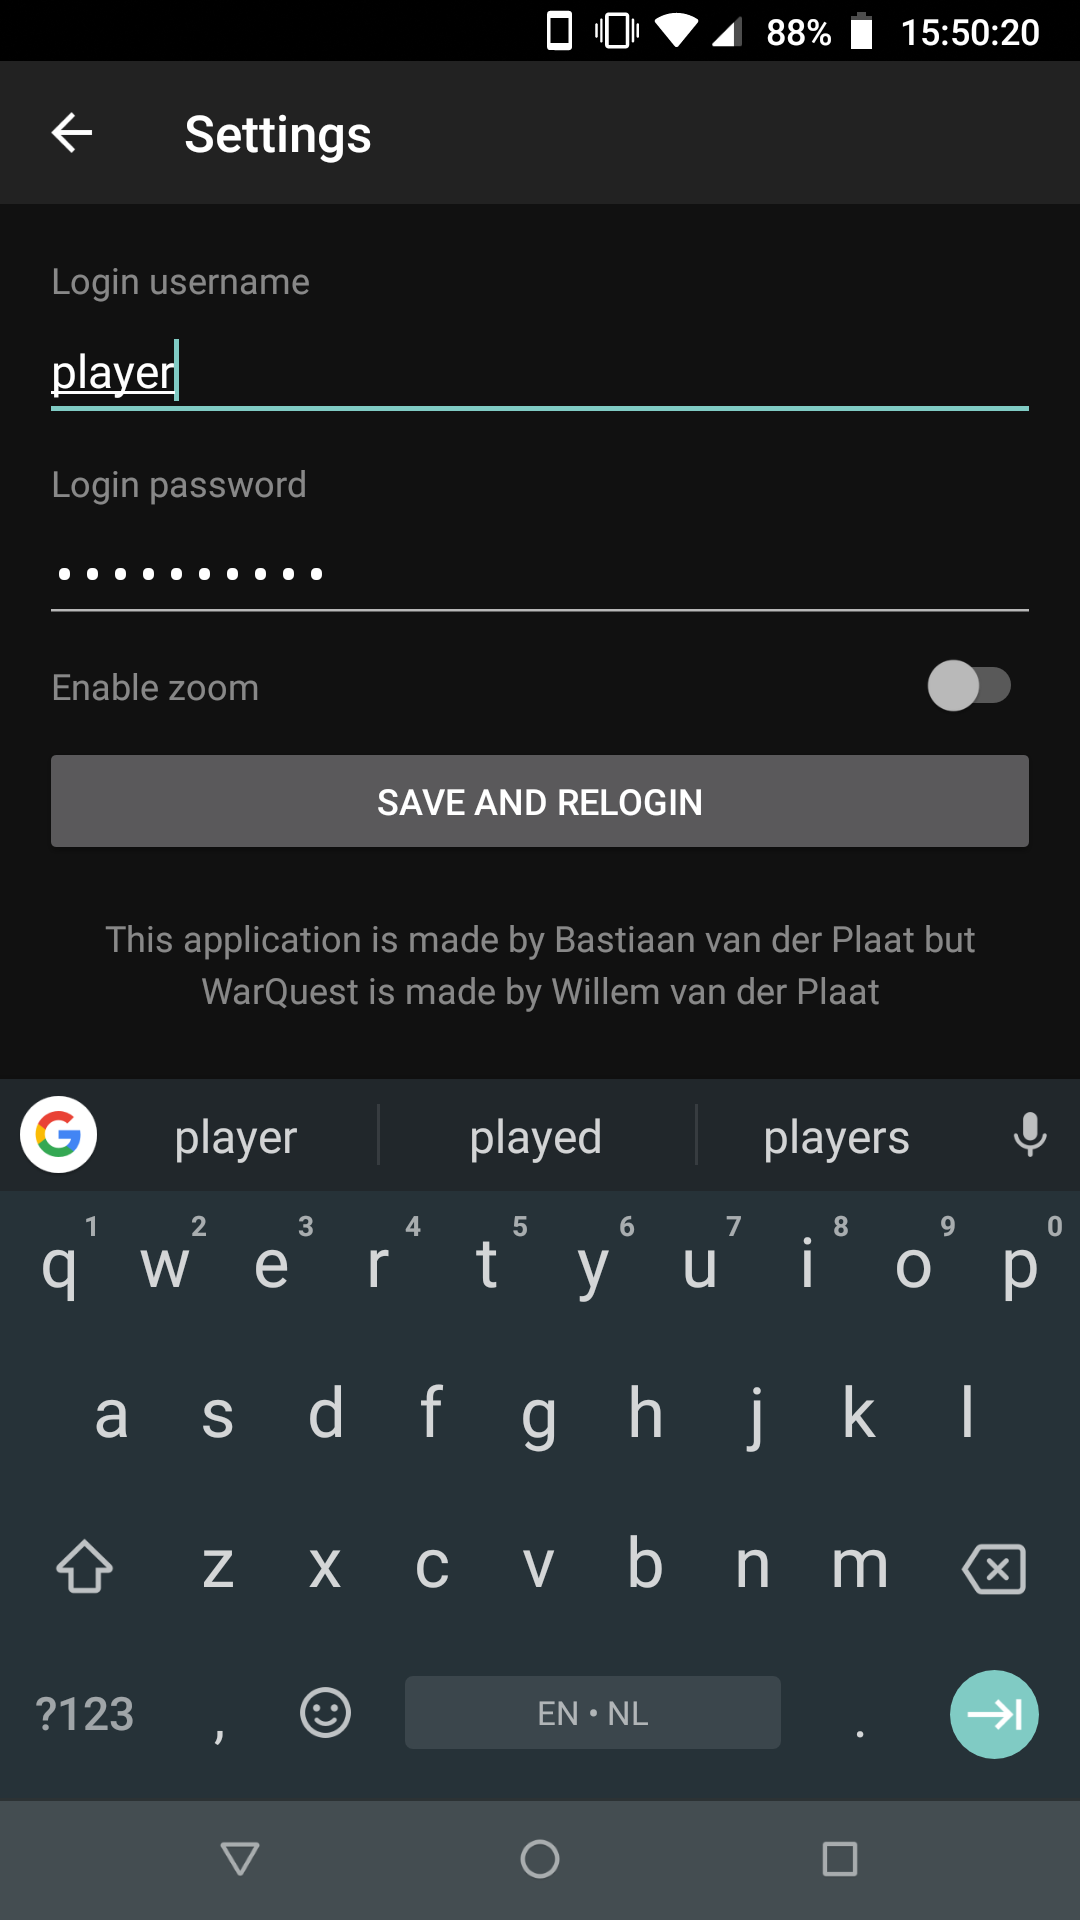 88% 15:50:20
Settings
Login username
player
Login password
••••••••••
Enable zoom
SAVE AND RELOGIN
This application is made by Bastiaan van der Plaat but
WarQuest is made by Willem van der Plaat
G player played players
1 2 3 4 5 6 7 8 9 0
q w e r t y u i o p
a s d f g h j k l
z x c v b n m
?123 , EN • NL .